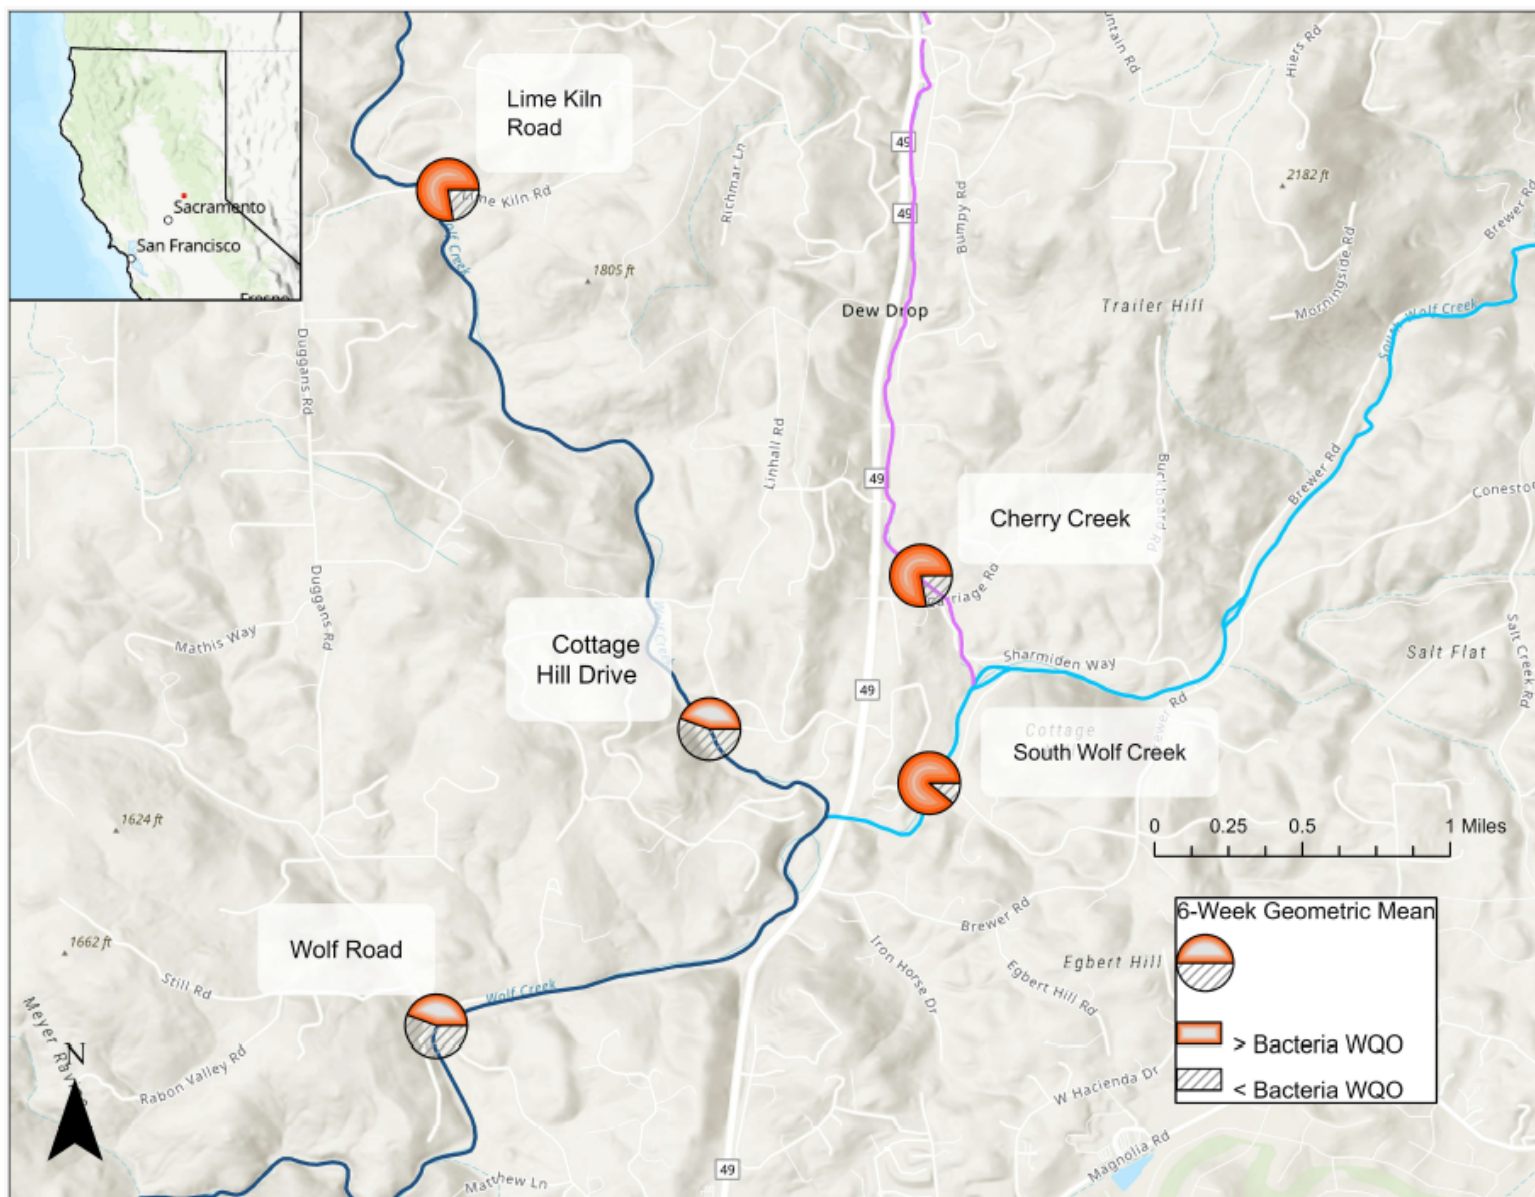 Sacramento
San Francisco
Fresno
Lime Kiln
Road
Lime Kiln Rd
Wolf Creek
1805 ft
Richmar Ln
49
49
Bumpy Rd
Hiers Rd
2182 ft
Brewer Rd
Morningside Rd
Trailer Hill
Dew Drop
South Wolf Creek
Duggans Rd
Linhall Rd
49
Cherry Creek
Brewer Rd
Duggans Rd
Mathis Way
Cottage
Hill Drive
Sharmiden Way
Salt Flat
Salt Creek Rd
49
Cottage
South Wolf Creek
0 0.25 0.5 1 Miles
1624 ft
Wolf Road
1662 ft
Still Rd
Wolf Creek
Brewer Rd
Iron Horse Dr
Egbert Hill
Egbert Hill Rd
6-Week Geometric Mean
> Bacteria WQO
< Bacteria WQO
N
Rabon Valley Rd
W Hacienda Dr
Magnolia Rd
49
Matthew Ln